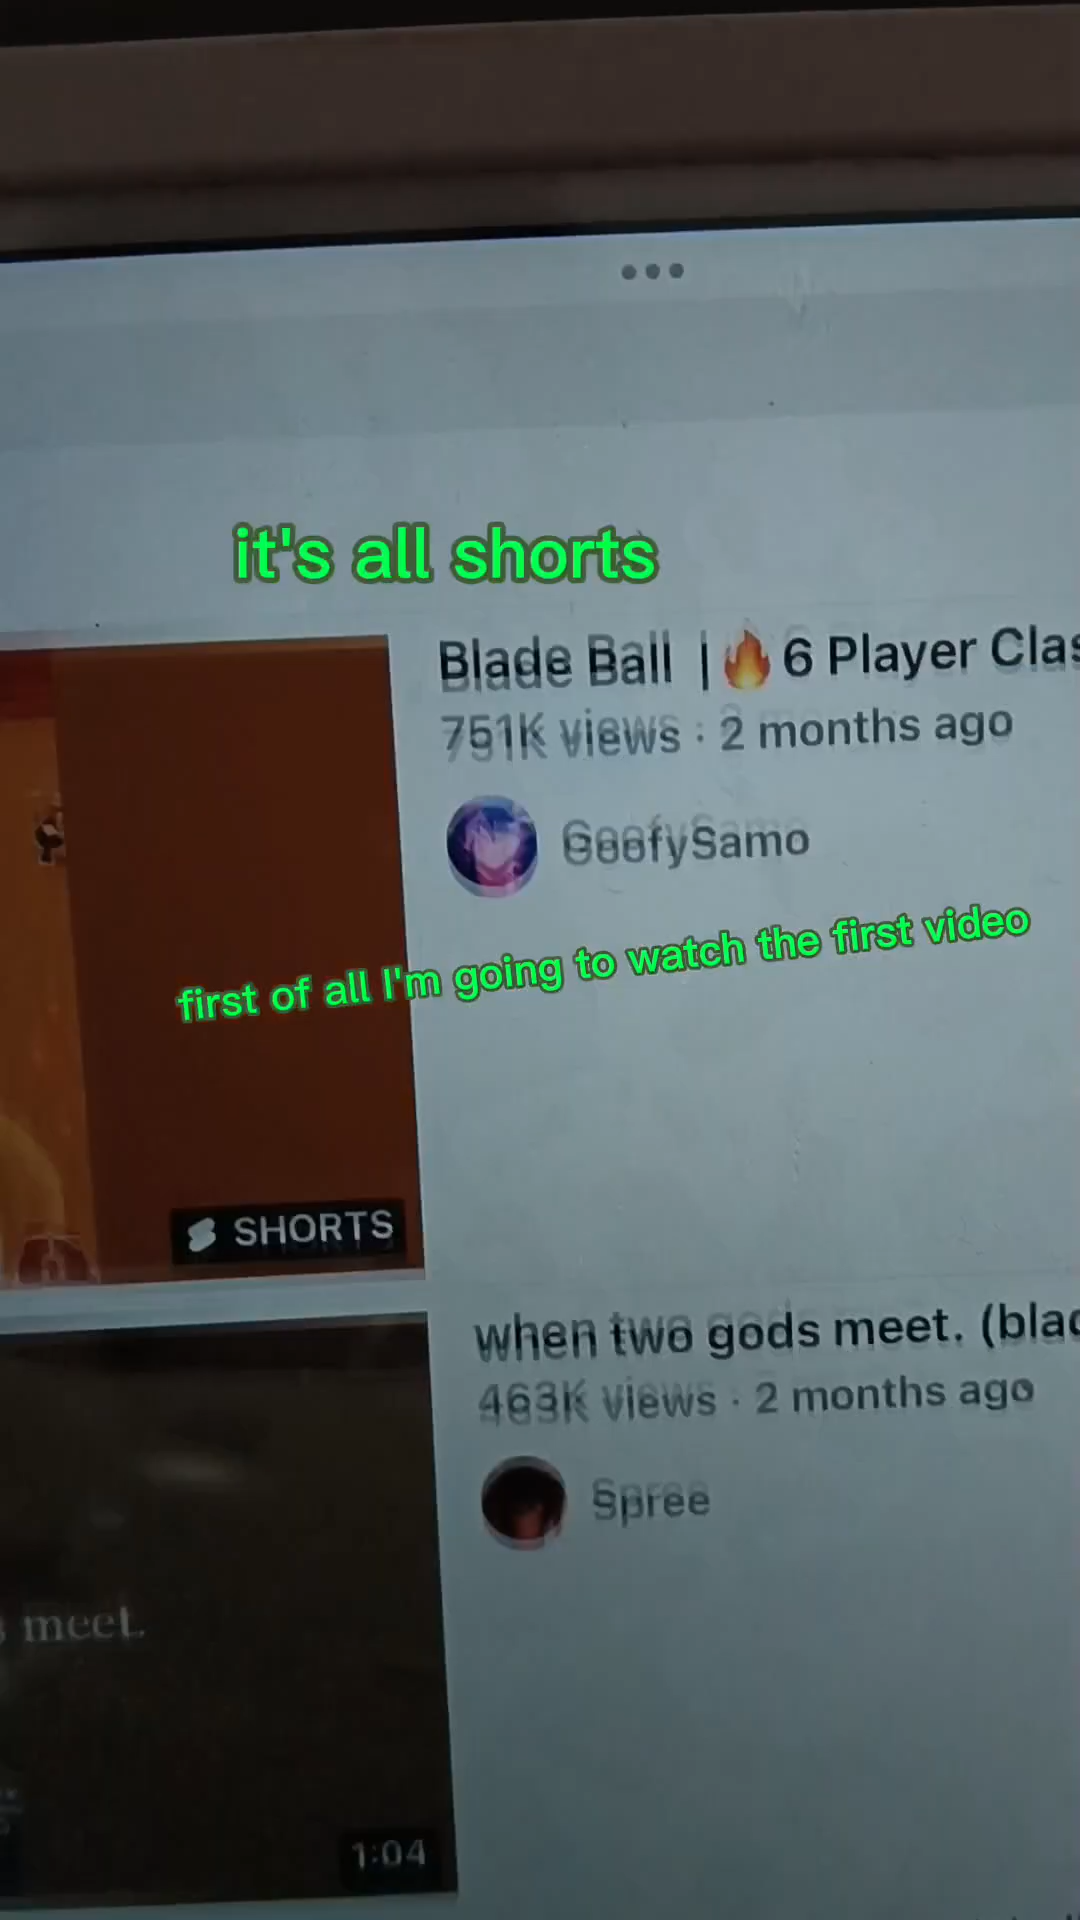 it's all shorts
Blade Ball | 🔥 6 Player Clas
751K views · 2 months ago
GoofySamo
first of all I'm going to watch the first video
SHORTS
when two gods meet. (blad
463K views · 2 months ago
Spree
meet.
1:04